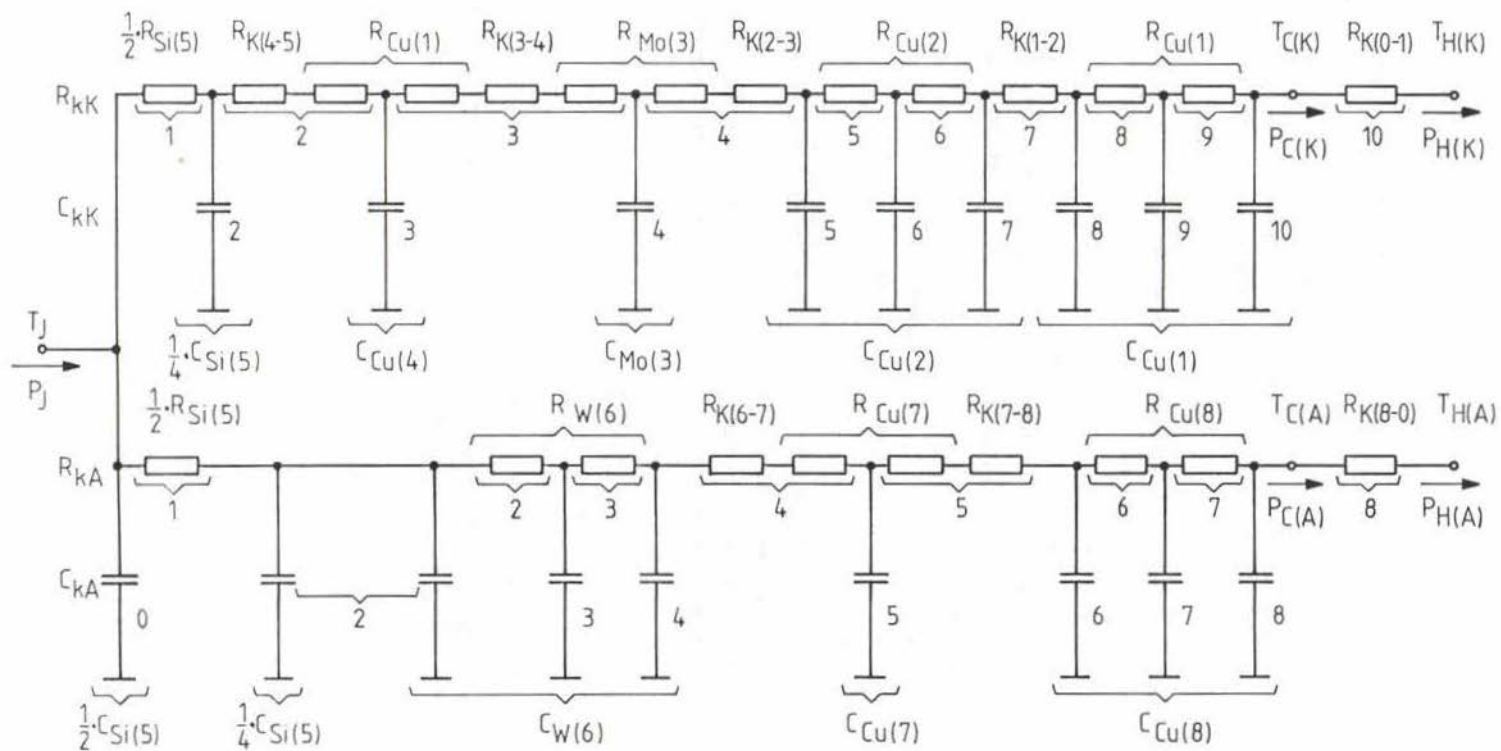 ½·R_Si(5) R_K(4-5) R_Cu(1) R_K(3-4) R_Mo(3) R_K(2-3) R_Cu(2) R_K(1-2) R_Cu(1) T_C(K) R_K(0-1) T_H(K)
R_kK
1 2 3 4 5 6 7 8 9 P_C(K) 10 P_H(K)
C_kK
2 3 4 5 6 7 8 9 10
T_J
P_J
¼·C_Si(5) C_Cu(4) C_Mo(3) C_Cu(2) C_Cu(1)
½·R_Si(5) R_W(6) R_K(6-7) R_Cu(7) R_K(7-8) R_Cu(8) T_C(A) R_K(8-0) T_H(A)
R_kA
1 2 3 4 5 6 7 P_C(A) 8 P_H(A)
C_kA
0 2 3 4 5 6 7 8
½·C_Si(5) ¼·C_Si(5) C_W(6) C_Cu(7) C_Cu(8)